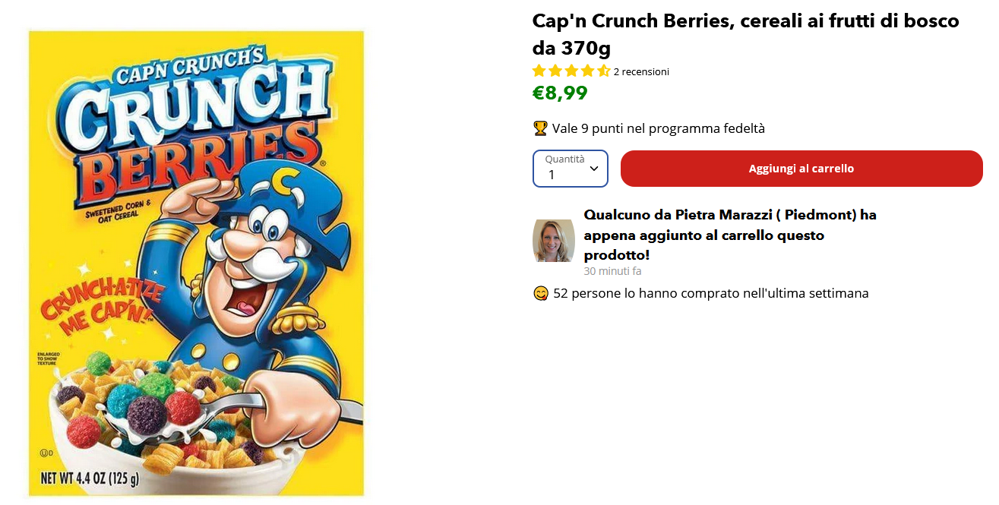 CAP'N CRUNCH'S
CRUNCH
BERRIES®
SWEETENED CORN &
OAT CEREAL
CRUNCH-A-TIZE
ME CAP'N!™
ENLARGED
TO SHOW
TEXTURE
U D
NET WT 4.4 OZ (125 g)
Cap'n Crunch Berries, cereali ai frutti di bosco
da 370g
2 recensioni
€8,99
🏆 Vale 9 punti nel programma fedeltà
Quantità
1
Aggiungi al carrello
Qualcuno da Pietra Marazzi ( Piedmont) ha
appena aggiunto al carrello questo
prodotto!
30 minuti fa
😋 52 persone lo hanno comprato nell'ultima settimana